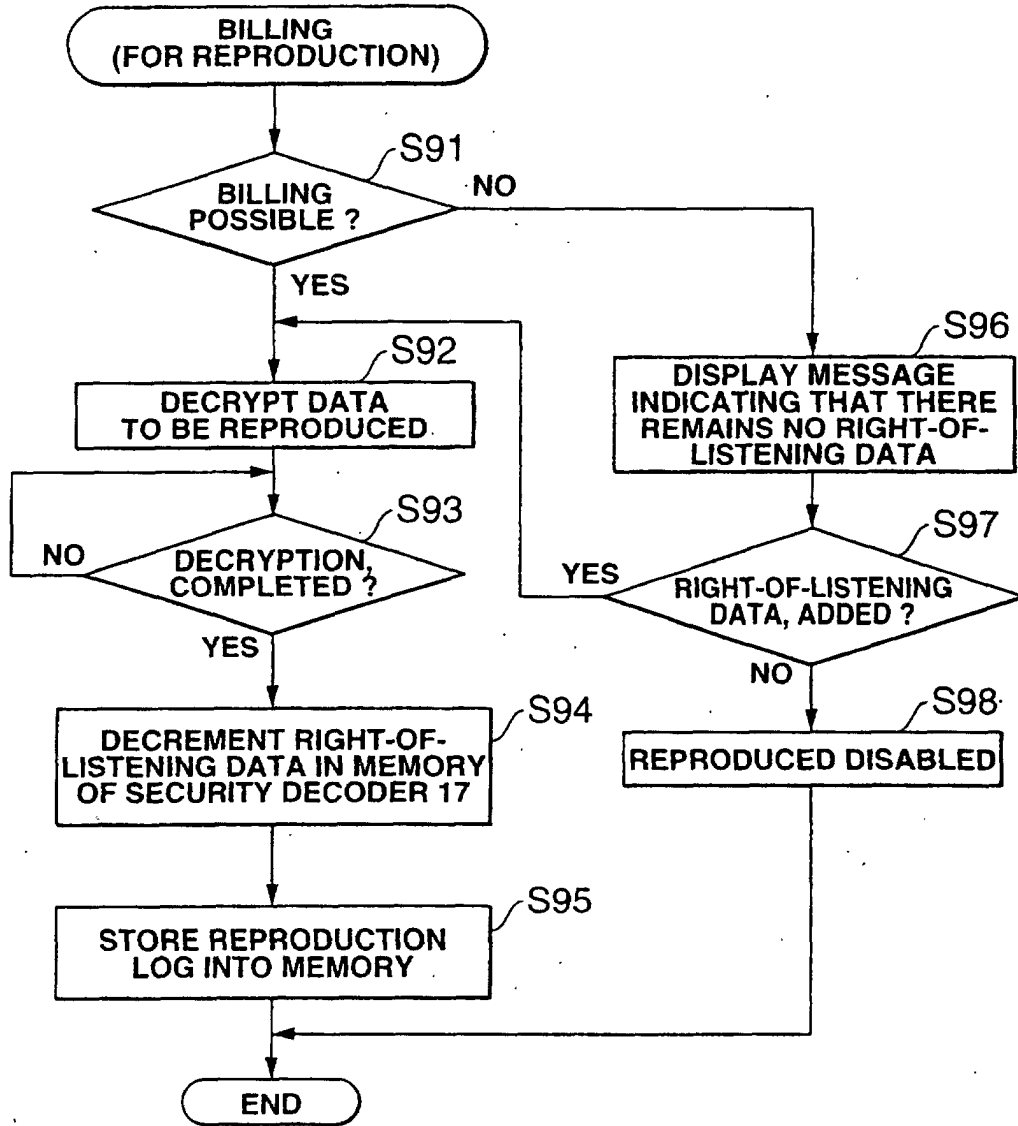 BILLING
(FOR REPRODUCTION)
S91
BILLING
POSSIBLE ?
NO
YES
S92
DECRYPT DATA
TO BE REPRODUCED
S93
DECRYPTION,
COMPLETED ?
NO
YES
S94
DECREMENT RIGHT-OF-
LISTENING DATA IN MEMORY
OF SECURITY DECODER 17
S95
STORE REPRODUCTION
LOG INTO MEMORY
S96
DISPLAY MESSAGE
INDICATING THAT THERE
REMAINS NO RIGHT-OF-
LISTENING DATA
S97
RIGHT-OF-LISTENING
DATA, ADDED ?
YES
NO
S98
REPRODUCED DISABLED
END